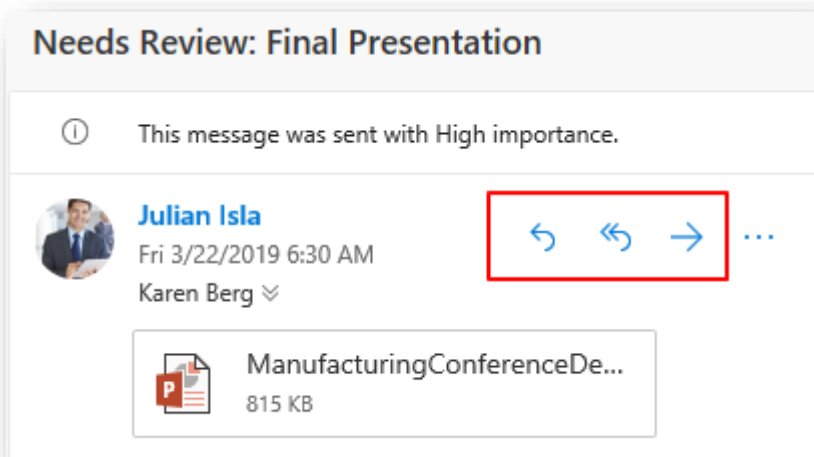 Needs Review: Final Presentation
This message was sent with High importance.
Julian Isla
Fri 3/22/2019 6:30 AM
Karen Berg
P
ManufacturingConferenceDe...
815 KB